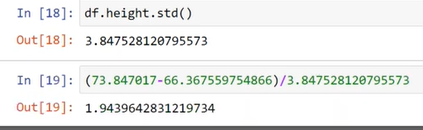 In [18]: df.height.std()
Out[18]: 3.847528120795573
In [19]: (73.847017-66.367559754866)/3.847528120795573
Out[19]: 1.9439642831219734